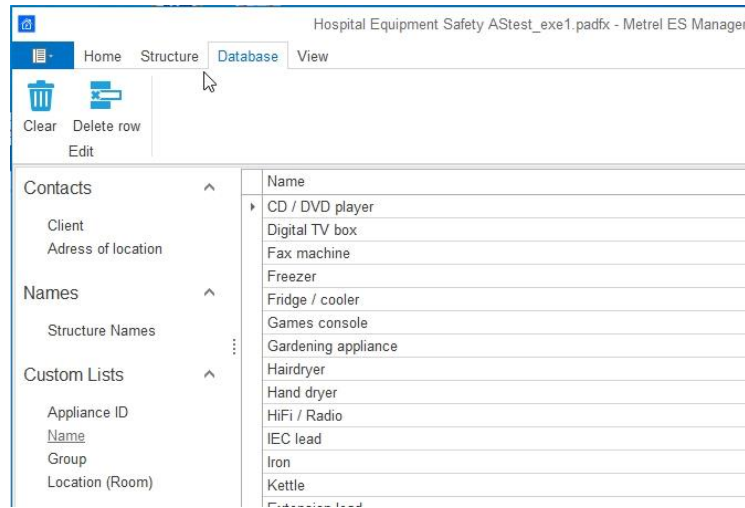 Hospital Equipment Safety AStest_exe1.padfx - Metrel ES Manager
Home Structure Database View
Clear Delete row
Edit
Contacts
Client
Adress of location
Names
Structure Names
Custom Lists
Appliance ID
Name
Group
Location (Room)
Name
CD / DVD player
Digital TV box
Fax machine
Freezer
Fridge / cooler
Games console
Gardening appliance
Hairdryer
Hand dryer
HiFi / Radio
IEC lead
Iron
Kettle
Extension lead